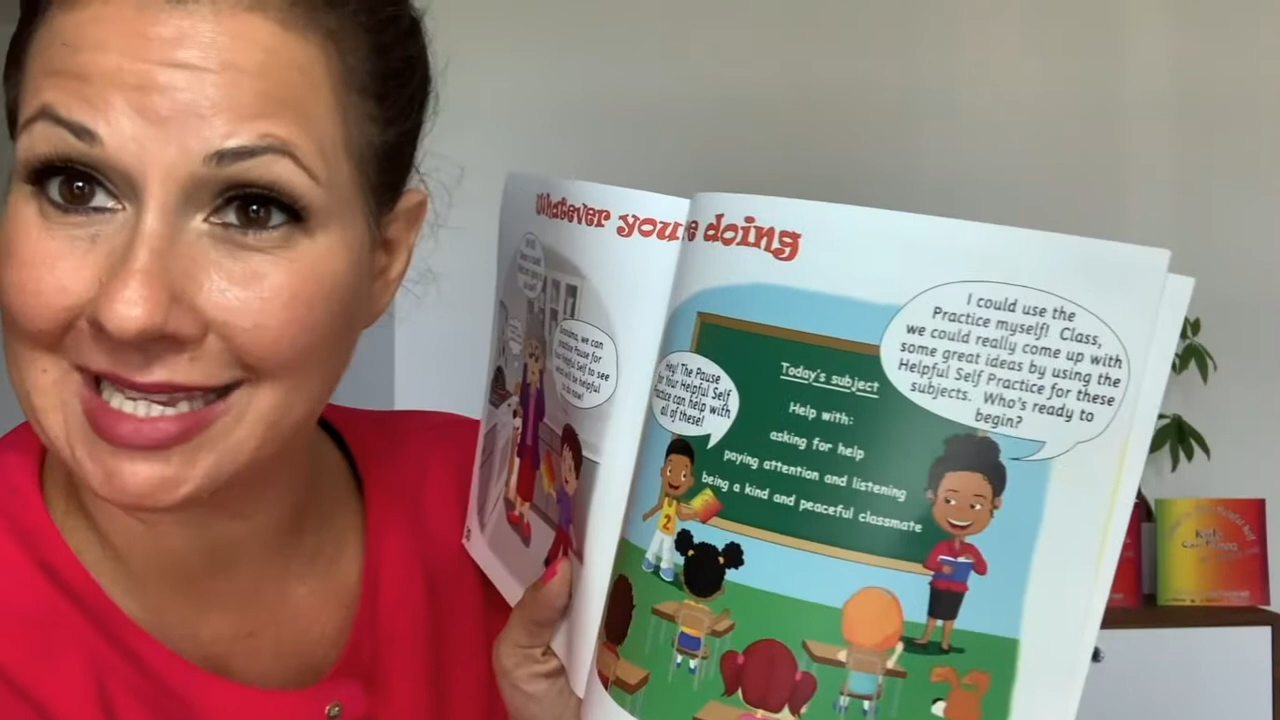 Whatever you're doing
Grandma, we can
practice Pause for
Your Helpful Self to see
what will be helpful
to do now!
Hey! The Pause
for Your Helpful Self
Practice can help with
all of these!
Today's subject
Help with:
asking for help
paying attention and listening
being a kind and peaceful classmate
I could use the
Practice myself! Class,
we could really come up with
some great ideas by using the
Helpful Self Practice for these
subjects. Who's ready to
begin?
2